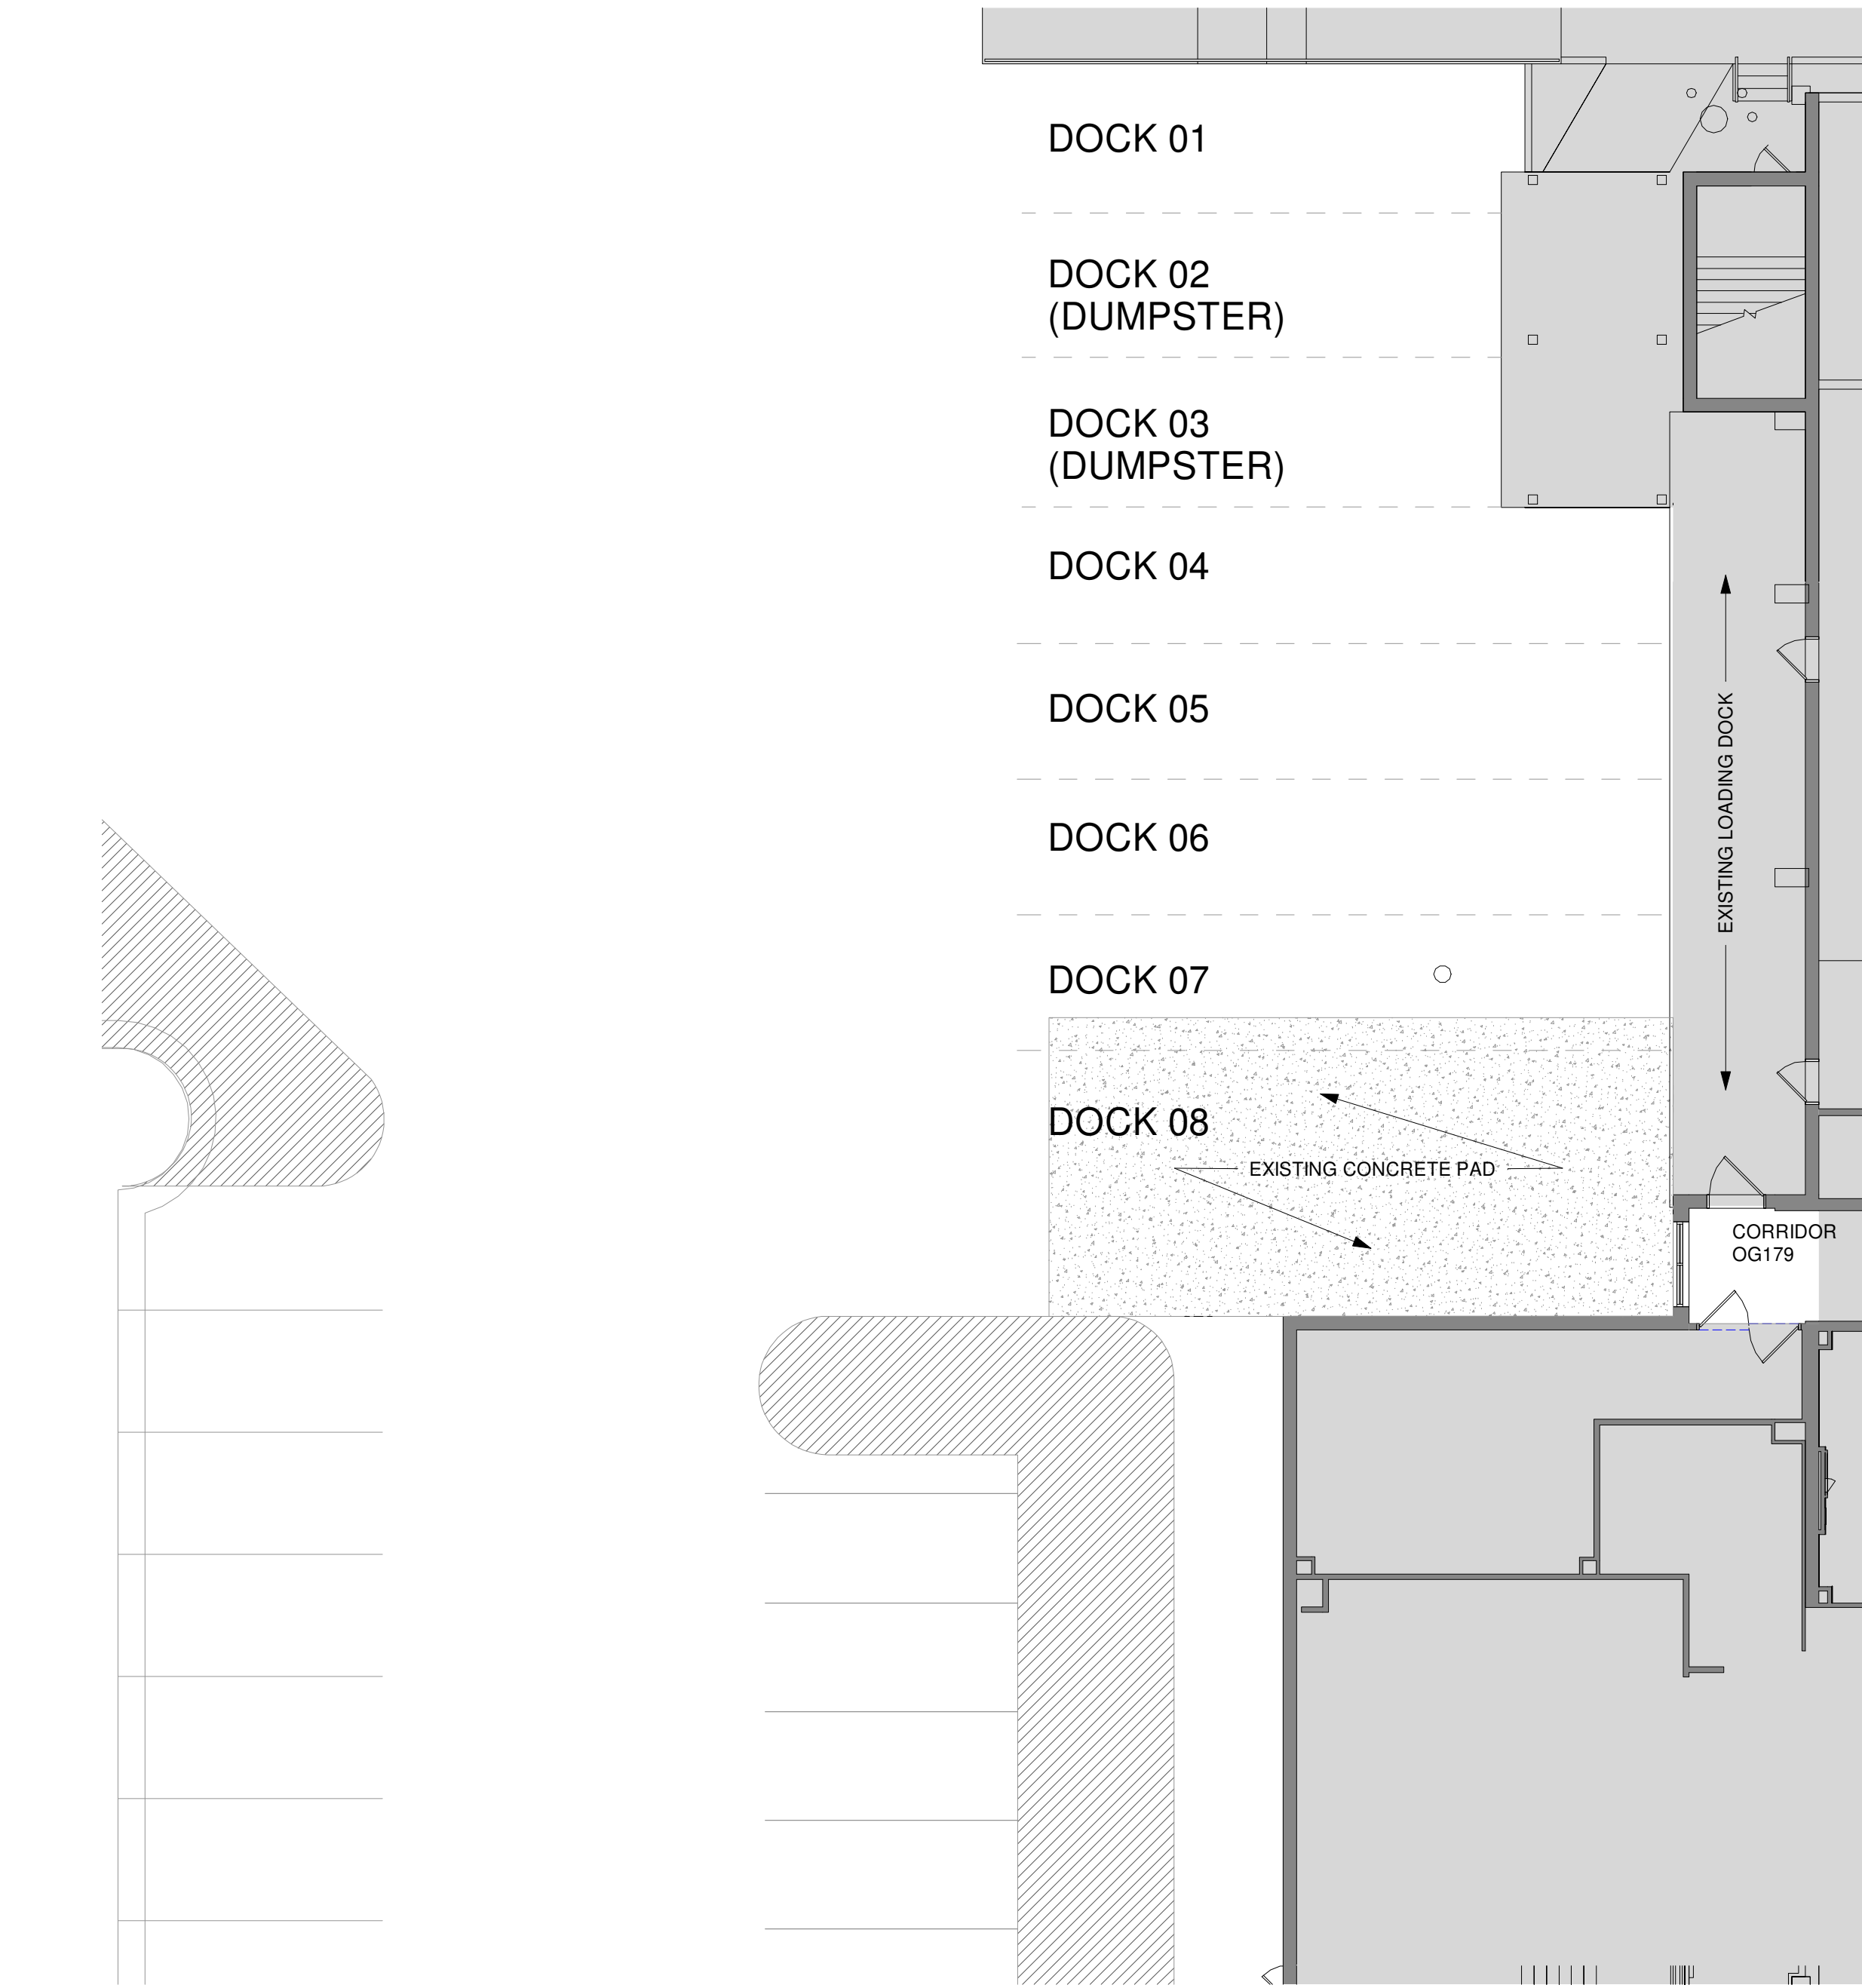 DOCK 01
DOCK 02
(DUMPSTER)
DOCK 03
(DUMPSTER)
DOCK 04
DOCK 05
EXISTING LOADING DOCK
DOCK 06
DOCK 07
DOCK 08
EXISTING CONCRETE PAD
CORRIDOR
OG179